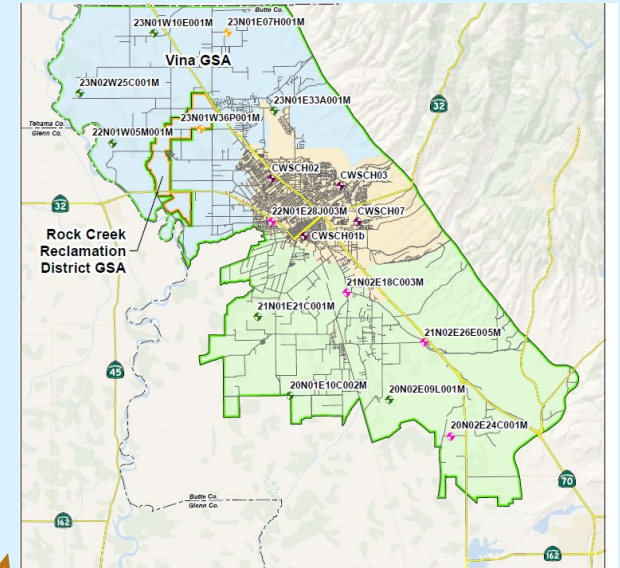 Butte Co.
23N01W10E001M
23N01E07H001M
Vina GSA
23N02W25C001M
23N01E33A001M
32
23N01W36P001M
Tehama Co.
Glenn Co.
22N01W05M001M
CWSCH02
CWSCH03
32
22N01E28J003M
CWSCH07
Rock Creek
Reclamation
District GSA
CWSCH01b
21N02E18C003M
21N01E21C001M
21N02E26E005M
45
20N01E10C002M
20N02E09L001M
20N02E24C001M
70
Butte Co.
Glenn Co.
162
162